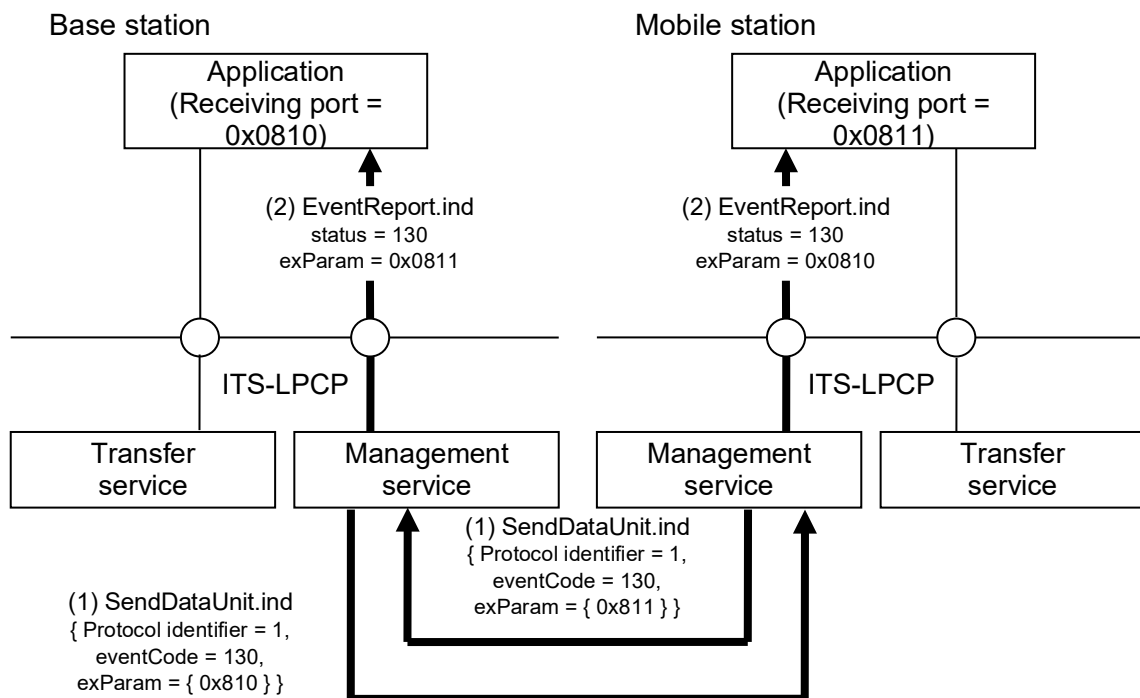 Base station
Mobile station
Application
(Receiving port =
0x0810)
Application
(Receiving port =
0x0811)
(2) EventReport.ind
status = 130
exParam = 0x0811
(2) EventReport.ind
status = 130
exParam = 0x0810
ITS-LPCP
ITS-LPCP
Transfer
service
Management
service
Management
service
Transfer
service
(1) SendDataUnit.ind
{ Protocol identifier = 1,
eventCode = 130,
exParam = { 0x811 } }
(1) SendDataUnit.ind
{ Protocol identifier = 1,
eventCode = 130,
exParam = { 0x810 } }